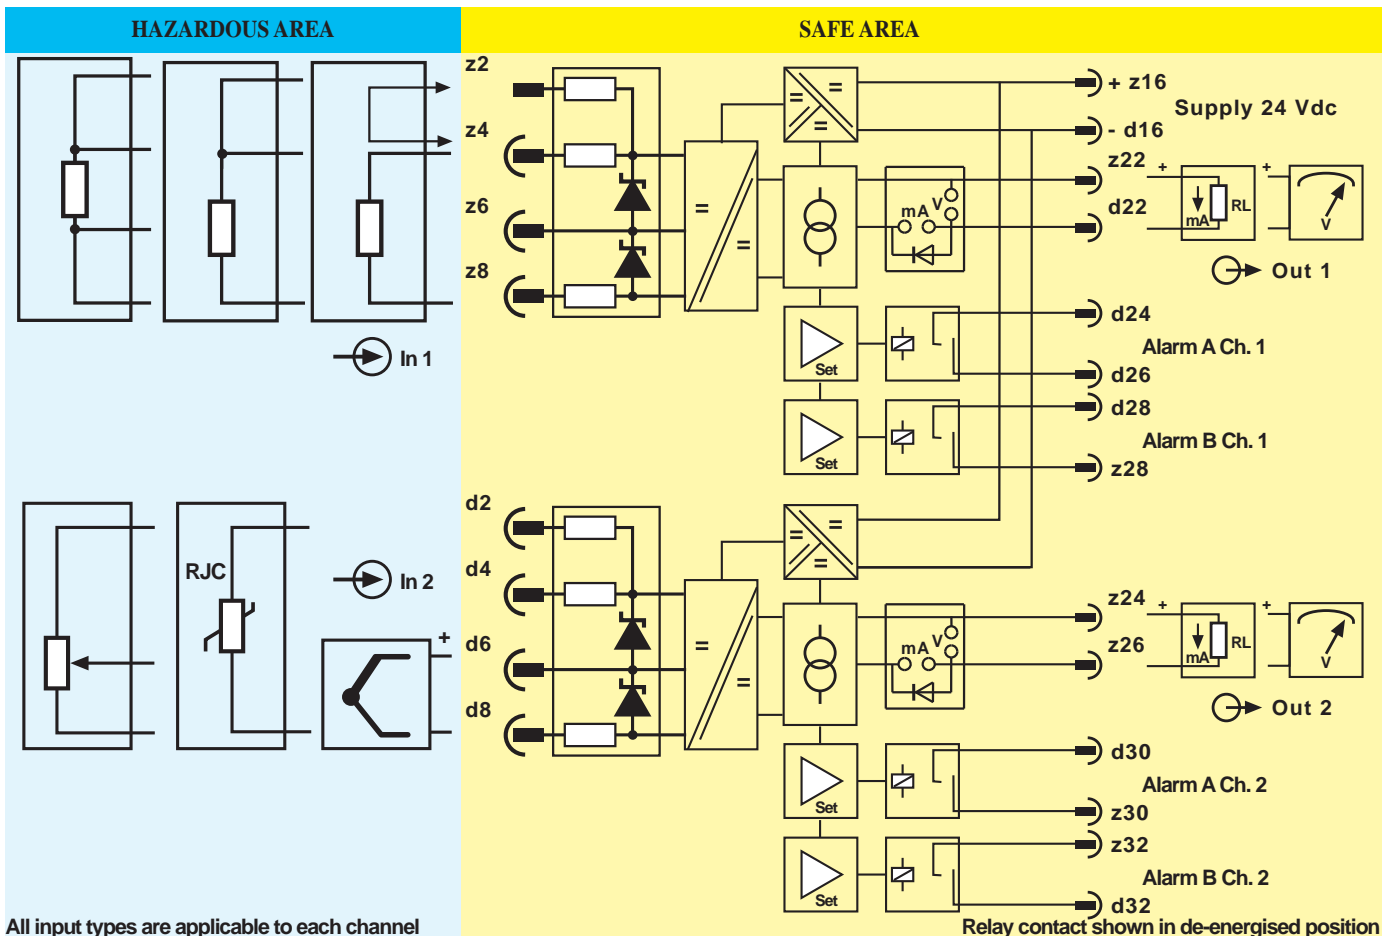 HAZARDOUS AREA
SAFE AREA
z2
z4
z6
z8
+ z16
Supply 24 Vdc
- d16
z22
d22
mA
V
+
mA
RL
+
V
Out 1
In 1
Set
d24
Alarm A Ch. 1
d26
Set
d28
Alarm B Ch. 1
z28
d2
d4
d6
d8
RJC
In 2
+
z24
z26
mA
V
+
mA
RL
+
V
Out 2
Set
d30
Alarm A Ch. 2
z30
Set
z32
Alarm B Ch. 2
d32
All input types are applicable to each channel
Relay contact shown in de-energised position